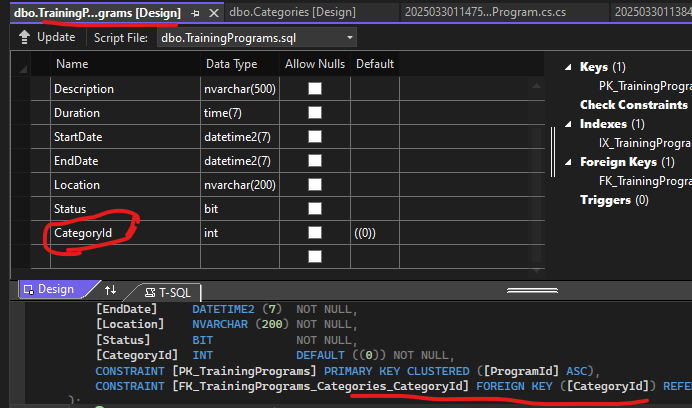 dbo.TrainingP...grams [Design] dbo.Categories [Design] 2025033011475...Program.cs.cs 2025033011384
Update Script File: dbo.TrainingPrograms.sql
Name Data Type Allow Nulls Default
Description nvarchar(500)
Duration time(7)
StartDate datetime2(7)
EndDate datetime2(7)
Location nvarchar(200)
Status bit
CategoryId int ((0))
Keys (1)
PK_TrainingProgra
Check Constraints
Indexes (1)
IX_TrainingProgra
Foreign Keys (1)
FK_TrainingProgra
Triggers (0)
Design T-SQL
[EndDate] DATETIME2 (7) NOT NULL,
[Location] NVARCHAR (200) NOT NULL,
[Status] BIT NOT NULL,
[CategoryId] INT DEFAULT ((0)) NOT NULL,
CONSTRAINT [PK_TrainingPrograms] PRIMARY KEY CLUSTERED ([ProgramId] ASC),
CONSTRAINT [FK_TrainingPrograms_Categories_CategoryId] FOREIGN KEY ([CategoryId]) REFE
);